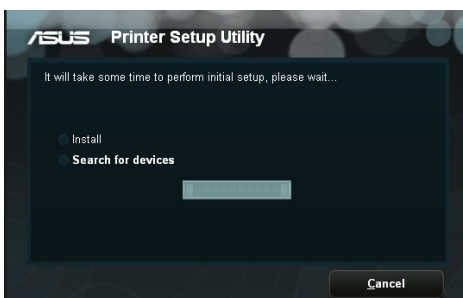 ASUS Printer Setup Utility
It will take some time to perform initial setup, please wait...
Install
Search for devices
Cancel